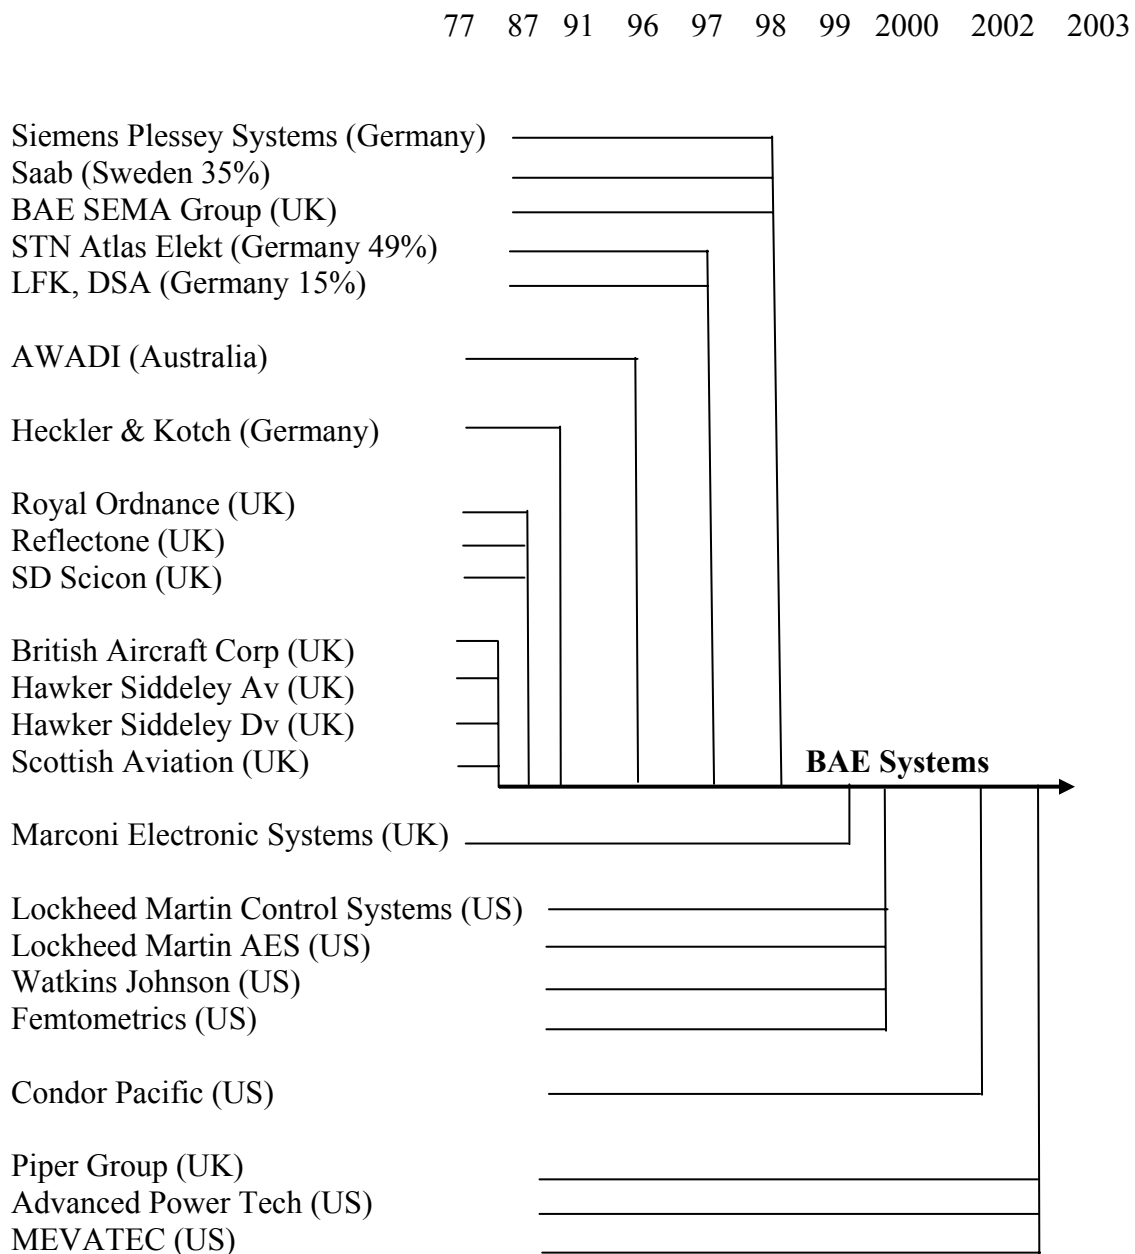 77 87 91 96 97 98 99 2000 2002 2003
Siemens Plessey Systems (Germany)
Saab (Sweden 35%)
BAE SEMA Group (UK)
STN Atlas Elekt (Germany 49%)
LFK, DSA (Germany 15%)
AWADI (Australia)
Heckler & Kotch (Germany)
Royal Ordnance (UK)
Reflectone (UK)
SD Scicon (UK)
British Aircraft Corp (UK)
Hawker Siddeley Av (UK)
Hawker Siddeley Dv (UK)
Scottish Aviation (UK)
BAE Systems
Marconi Electronic Systems (UK)
Lockheed Martin Control Systems (US)
Lockheed Martin AES (US)
Watkins Johnson (US)
Femtometrics (US)
Condor Pacific (US)
Piper Group (UK)
Advanced Power Tech (US)
MEVATEC (US)